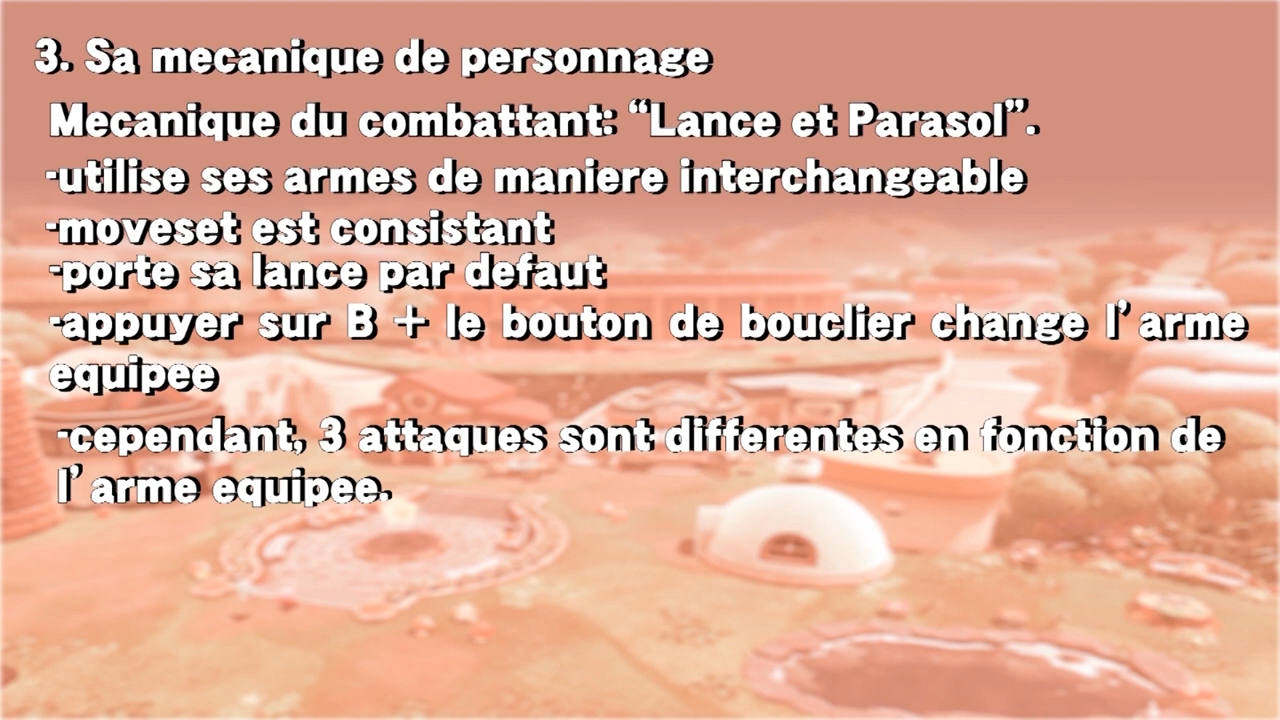 3. Sa mecanique de personnage
Mecanique du combattant: “Lance et Parasol”.
-utilise ses armes de maniere interchangeable
-moveset est consistant
-porte sa lance par defaut
-appuyer sur B + le bouton de bouclier change l’arme
equipee
-cependant, 3 attaques sont differentes en fonction de
l’arme equipee.